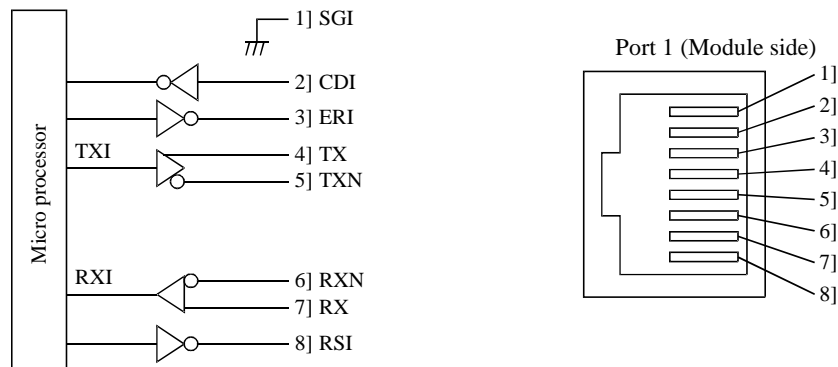 1] SGI
2] CDI
3] ERI
TXI
4] TX
5] TXN
Micro processor
RXI
6] RXN
7] RX
8] RSI
Port 1 (Module side)
1]
2]
3]
4]
5]
6]
7]
8]